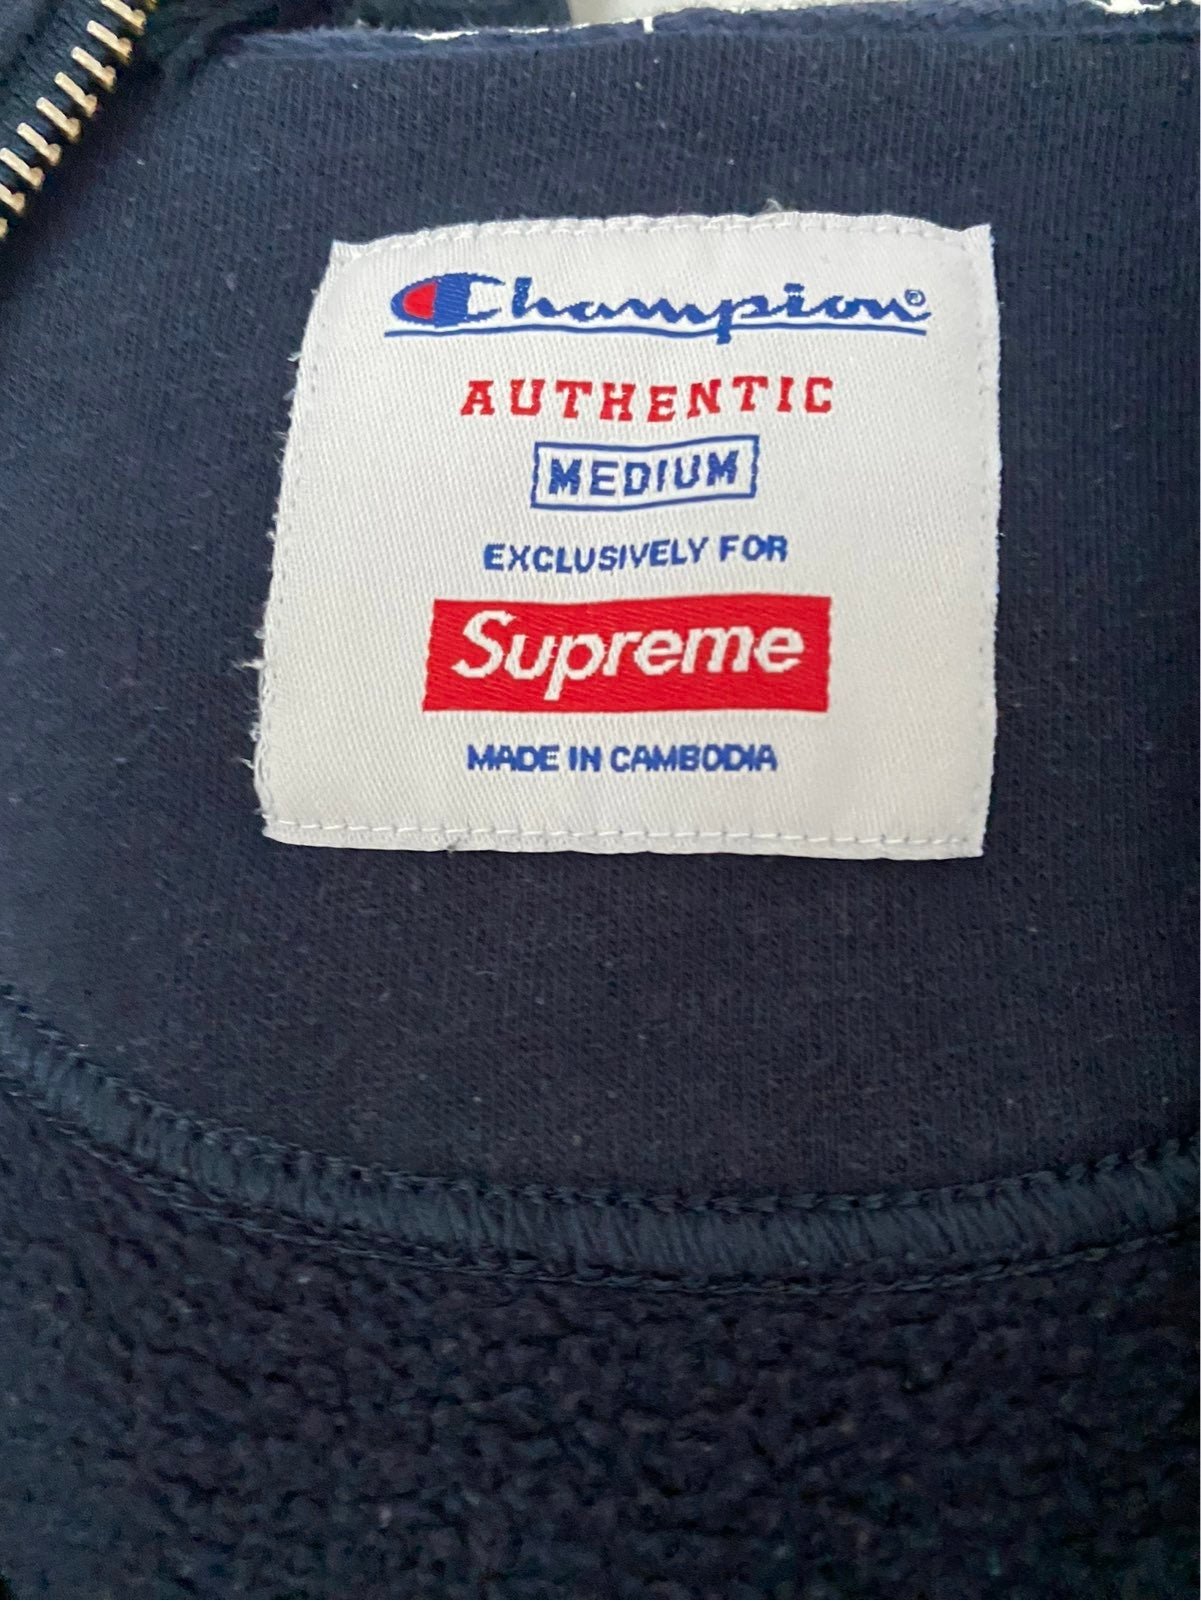 Champion®
AUTHENTIC
MEDIUM
EXCLUSIVELY FOR
Supreme
MADE IN CAMBODIA